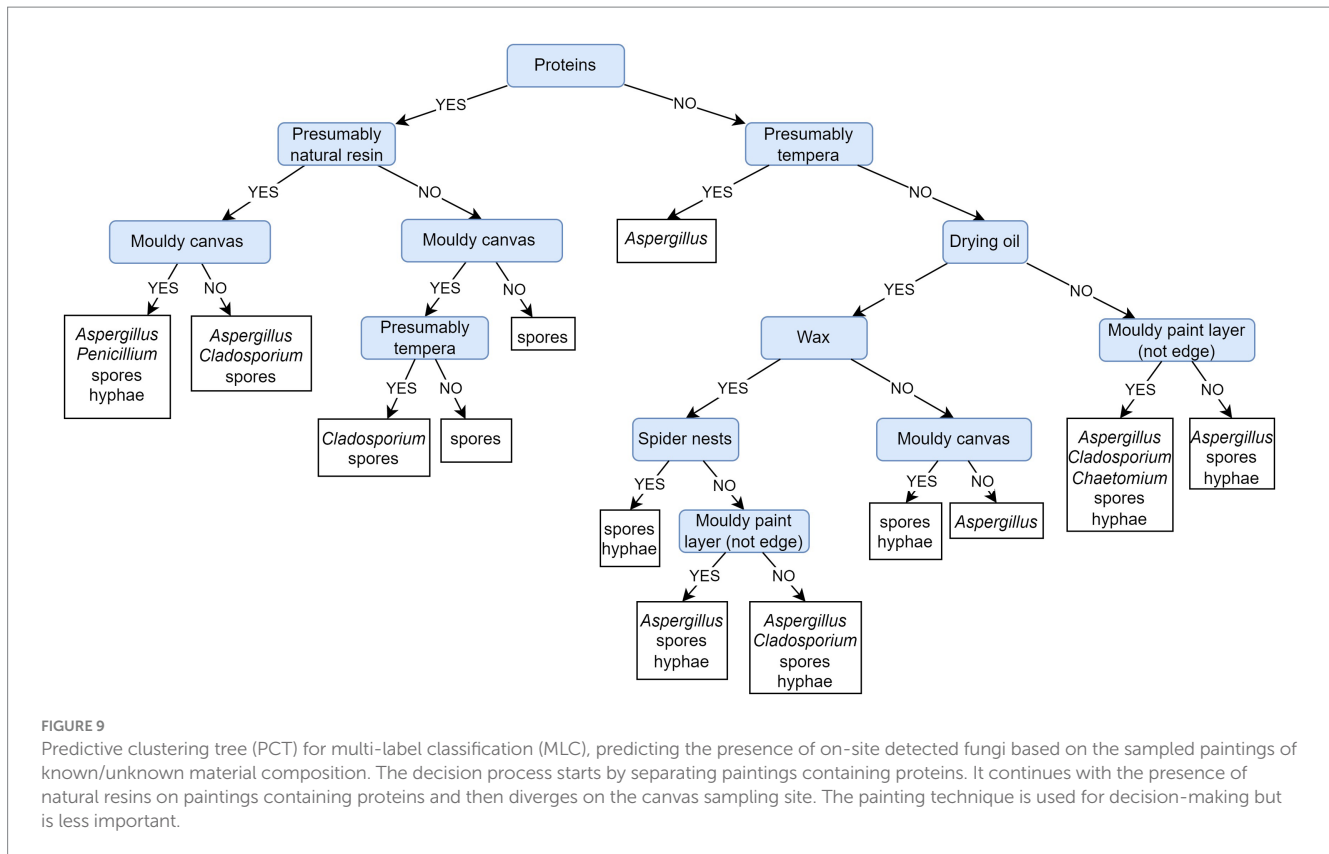 Proteins
YES
NO
Presumably
natural resin
Presumably
tempera
YES
NO
YES
NO
Mouldy canvas
Mouldy canvas
Aspergillus
Drying oil
YES
NO
YES
NO
YES
NO
Aspergillus
Penicillium
spores
hyphae
Aspergillus
Cladosporium
spores
Presumably
tempera
spores
Wax
Mouldy paint layer
(not edge)
YES
NO
YES
NO
YES
NO
Cladosporium
spores
spores
Spider nests
Mouldy canvas
Aspergillus
Cladosporium
Chaetomium
spores
hyphae
Aspergillus
spores
hyphae
YES
NO
YES
NO
spores
hyphae
Mouldy paint
layer (not edge)
spores
hyphae
Aspergillus
YES
NO
Aspergillus
spores
hyphae
Aspergillus
Cladosporium
spores
hyphae
FIGURE 9
Predictive clustering tree (PCT) for multi-label classification (MLC), predicting the presence of on-site detected fungi based on the sampled paintings of
known/unknown material composition. The decision process starts by separating paintings containing proteins. It continues with the presence of
natural resins on paintings containing proteins and then diverges on the canvas sampling site. The painting technique is used for decision-making but
is less important.